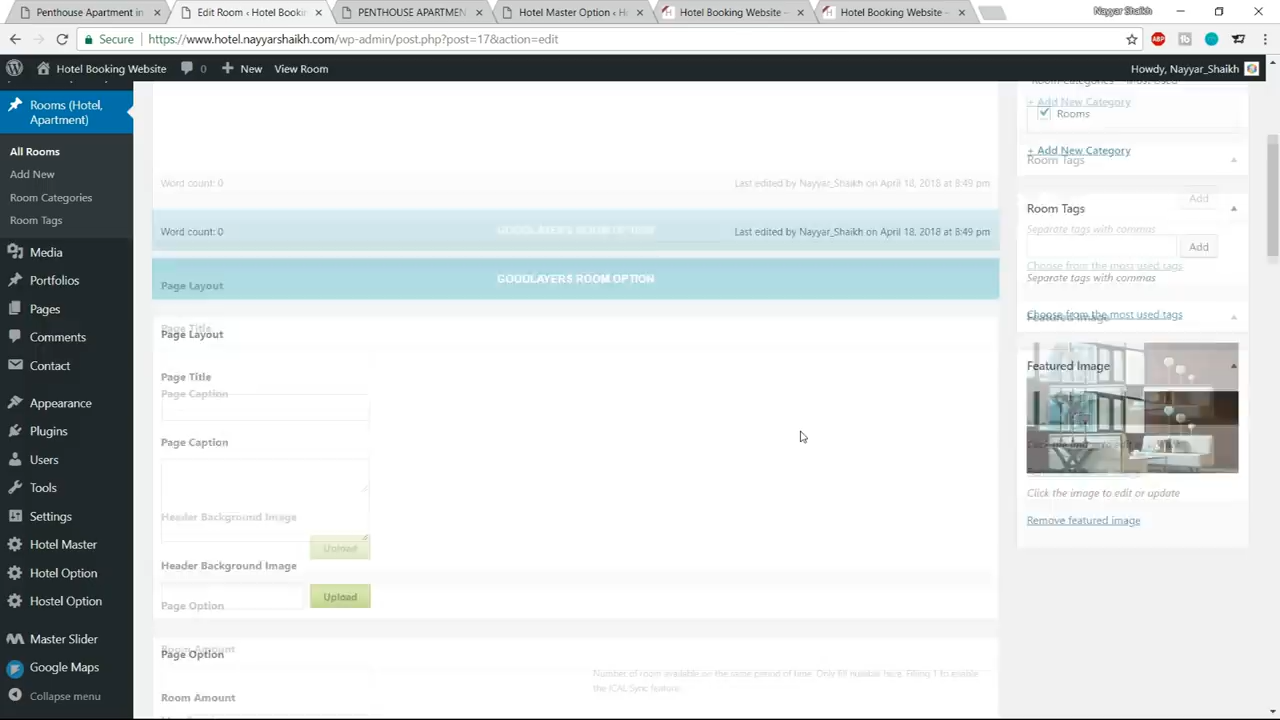 Penthouse Apartment in
Edit Room ‹ Hotel Bookin
PENTHOUSE APARTMEN
Hotel Master Option ‹ H
Hotel Booking Website –
Hotel Booking Website –
Nayyar Shaikh
Secure
https://www.hotel.nayyarshaikh.com/wp-admin/post.php?post=17&action=edit
ABP
Hotel Booking Website
0
New
View Room
Howdy, Nayyar_Shaikh
Rooms (Hotel,
Apartment)
All Rooms
Add New
Room Categories
Room Tags
Media
Portfolios
Pages
Comments
Contact
Appearance
Plugins
Users
Tools
Settings
Hotel Master
Hotel Option
Hostel Option
Master Slider
Google Maps
Collapse menu
Word count: 0
Last edited by Nayyar_Shaikh on April 18, 2018 at 8:49 pm
Word count: 0
GOODLAYERS ROOM OPTION
Last edited by Nayyar_Shaikh on April 18, 2018 at 8:49 pm
GOODLAYERS ROOM OPTION
Page Layout
Page Title
Page Layout
Page Title
Page Caption
Page Caption
Header Background Image
Upload
Header Background Image
Upload
Page Option
Room Amount
Page Option
Number of room available on the same period of time. Only fill number here. Filling 1 to enable
the ICAL Sync feature.
Room Amount
Room Categories
Most Used
+ Add New Category
Rooms
+ Add New Category
Room Tags
Add
Room Tags
Separate tags with commas
Add
Choose from the most used tags
Separate tags with commas
Choose from the most used tags
Featured Image
Featured Image
Click the image to edit or update
Remove featured image